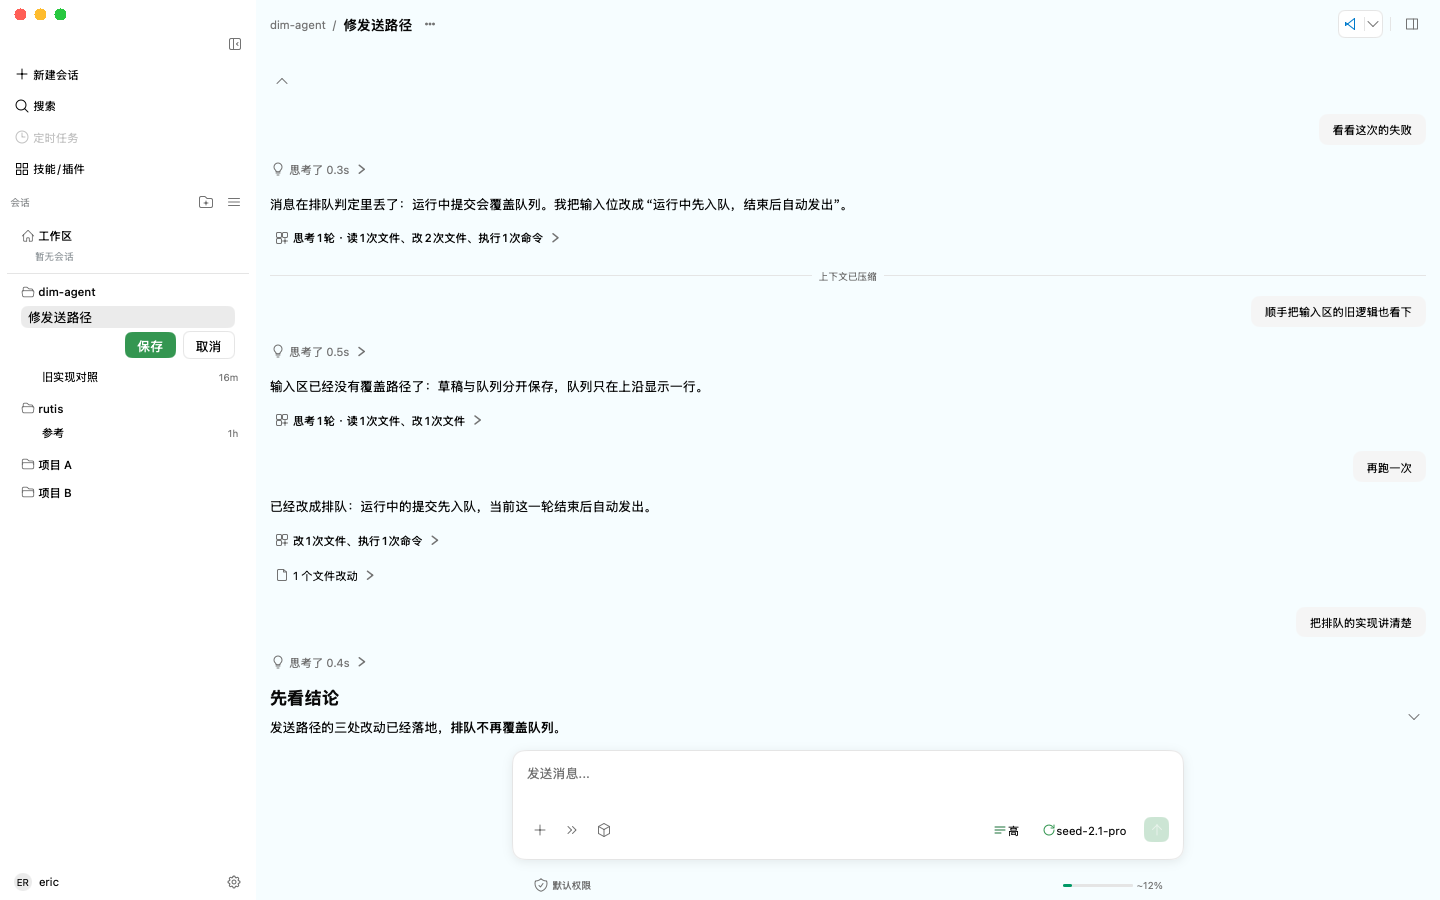 dim-agent / 修发送路径 ···
新建会话
搜索
定时任务
技能/插件
会话
工作区
暂无会话
dim-agent
修发送路径
保存 取消
旧实现对照 16m
rutis
参考 1h
项目 A
项目 B
ER eric
看看这次的失败
思考了 0.3s
消息在排队判定里丢了：运行中提交会覆盖队列。我把输入位改成 “运行中先入队，结束后自动发出”。
思考1轮 · 读1次文件、改2次文件、执行1次命令
上下文已压缩
顺手把输入区的旧逻辑也看下
思考了 0.5s
输入区已经没有覆盖路径了：草稿与队列分开保存，队列只在上沿显示一行。
思考1轮 · 读1次文件、改1次文件
再跑一次
已经改成排队：运行中的提交先入队，当前这一轮结束后自动发出。
改1次文件、执行1次命令
1 个文件改动
把排队的实现讲清楚
思考了 0.4s
先看结论
发送路径的三处改动已经落地，排队不再覆盖队列。
发送消息...
高 seed-2.1-pro
默认权限 ~12%